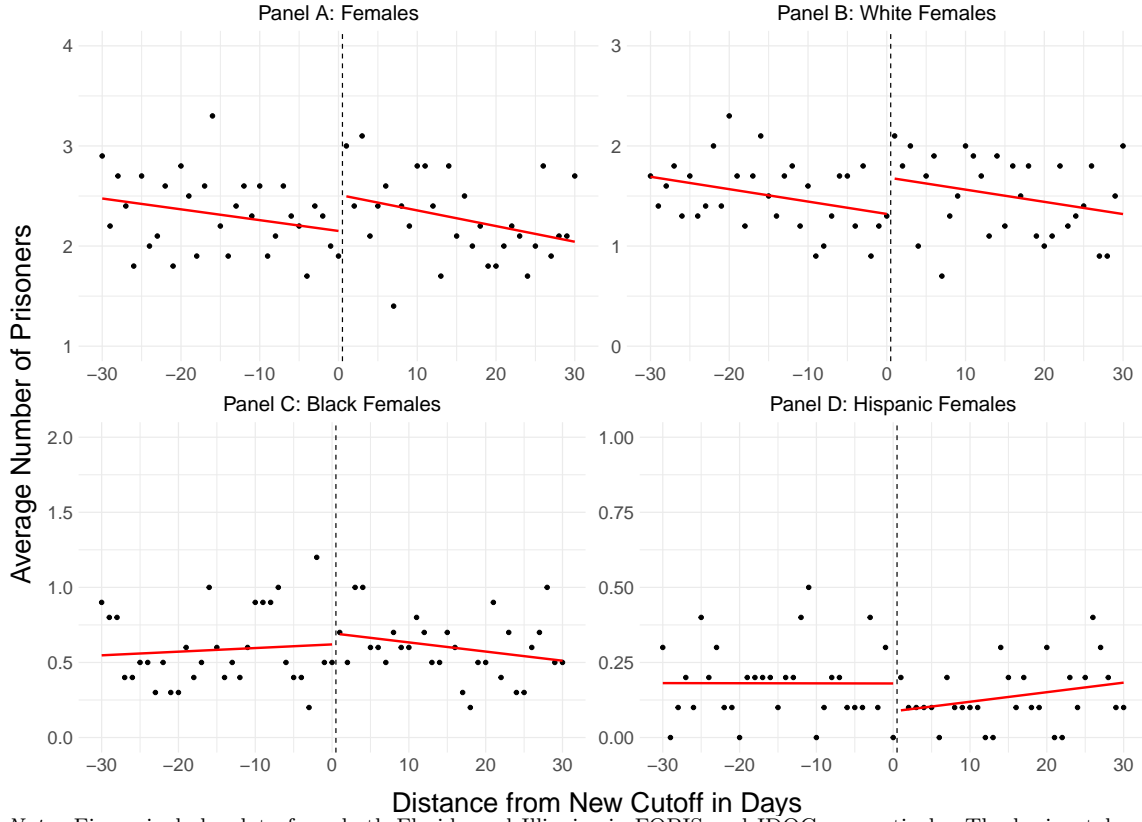 Panel A: Females
Panel B: White Females
4
3
2
1
−30 −20 −10 0 10 20 30
3
2
1
0
−30 −20 −10 0 10 20 30
Average Number of Prisoners
Panel C: Black Females
Panel D: Hispanic Females
2.0
1.5
1.0
0.5
0.0
−30 −20 −10 0 10 20 30
1.00
0.75
0.50
0.25
0.00
−30 −20 −10 0 10 20 30
Distance from New Cutoff in Days